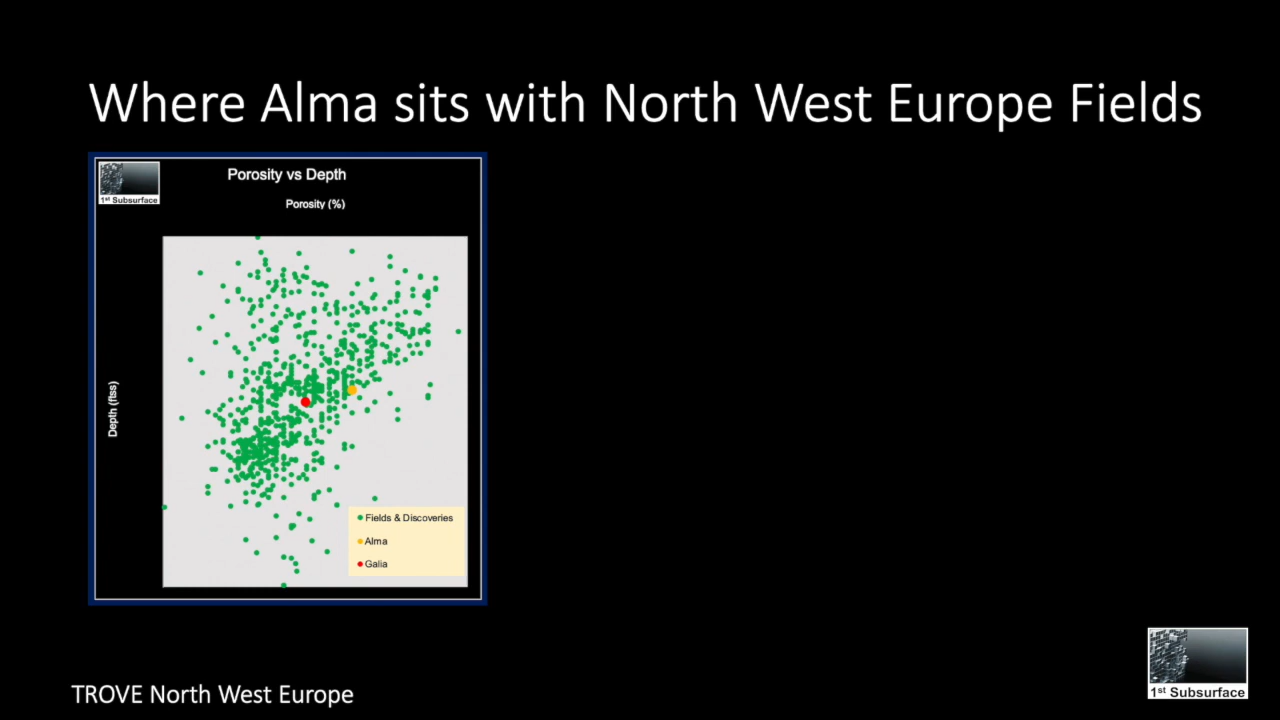 Where Alma sits with North West Europe Fields
Porosity vs Depth
1st Subsurface
Porosity (%)
Depth (ftss)
Fields & Discoveries
Alma
Galia
TROVE North West Europe
1st Subsurface